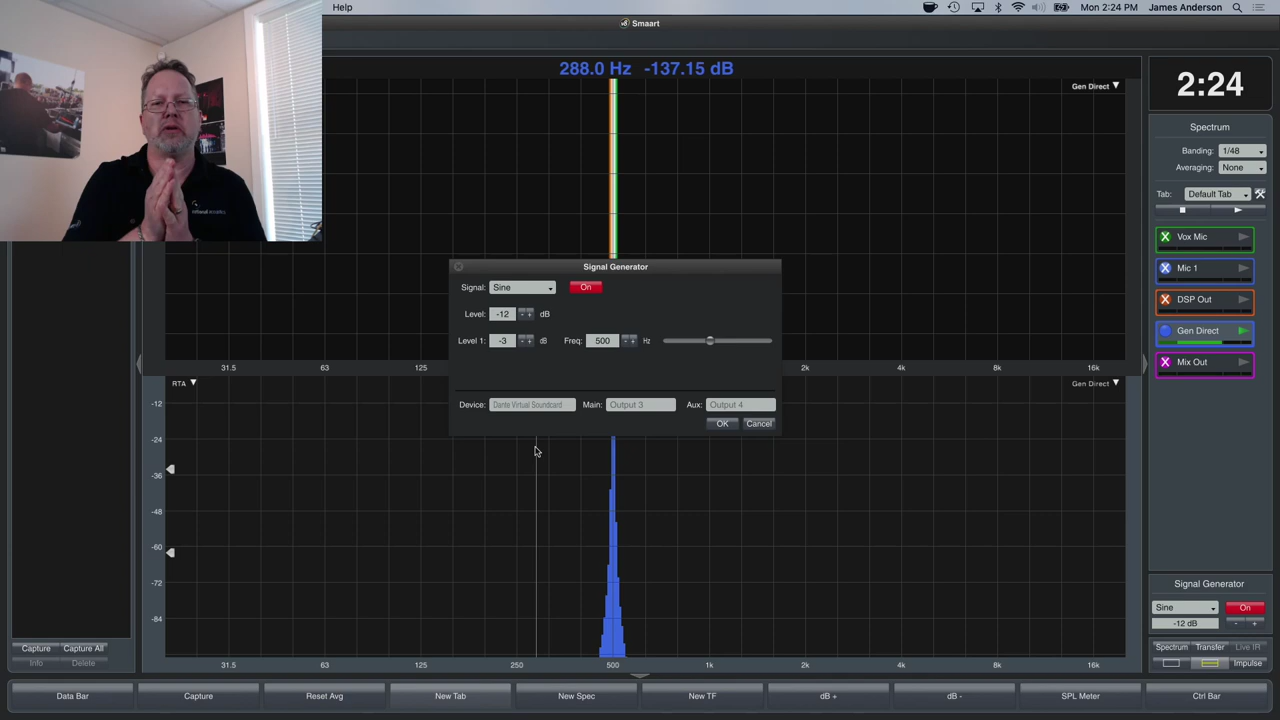 Help
Mon 2:24 PM James Anderson
Smaart
288.0 Hz -137.15 dB
Gen Direct
31.5 63 125 2k 4k 8k 16k
Signal Generator
Signal: Sine On
Level: -12 - + dB
Level 1: -3 - + dB Freq: 500 - + Hz
Device: Dante Virtual Soundcard Main: Output 3 Aux: Output 4
OK Cancel
RTA Gen Direct
-12
-24
-36
-48
-60
-72
-84
31.5 63 125 250 500 1k 2k 4k 8k 16k
2:24
Spectrum
Banding: 1/48
Averaging: None
Tab: Default Tab
Vox Mic
Mic 1
DSP Out
Gen Direct
Mix Out
Signal Generator
Sine On
-12 dB - +
Spectrum Transfer Live IR
Impulse
Capture Capture All
Info Delete
Data Bar Capture Reset Avg New Tab New Spec New TF dB + dB - SPL Meter Ctrl Bar